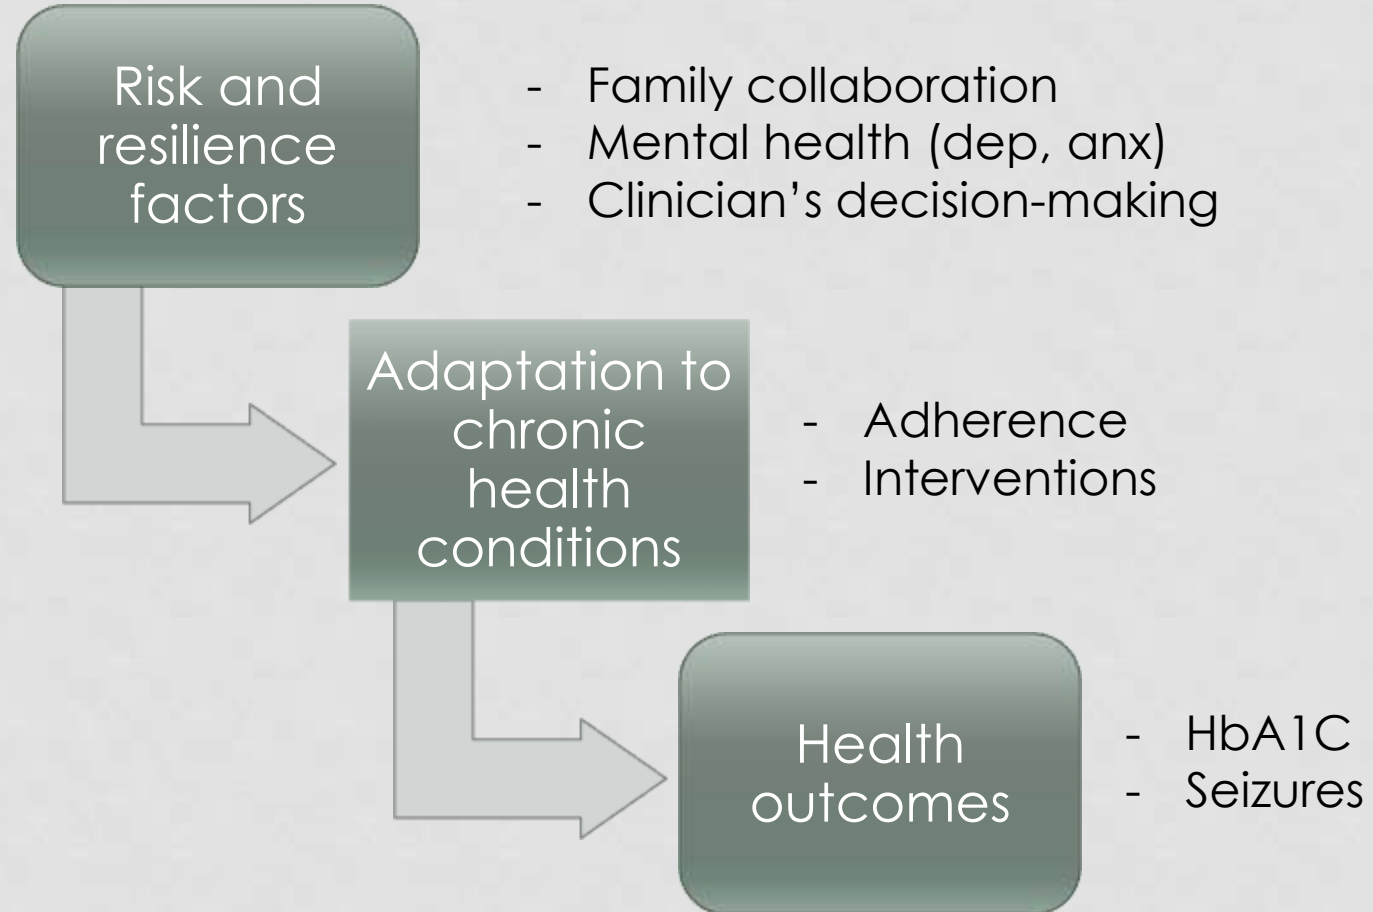 Risk and
resilience
factors
- Family collaboration
- Mental health (dep, anx)
- Clinician’s decision-making
Adaptation to
chronic
health
conditions
- Adherence
- Interventions
Health
outcomes
- HbA1C
- Seizures